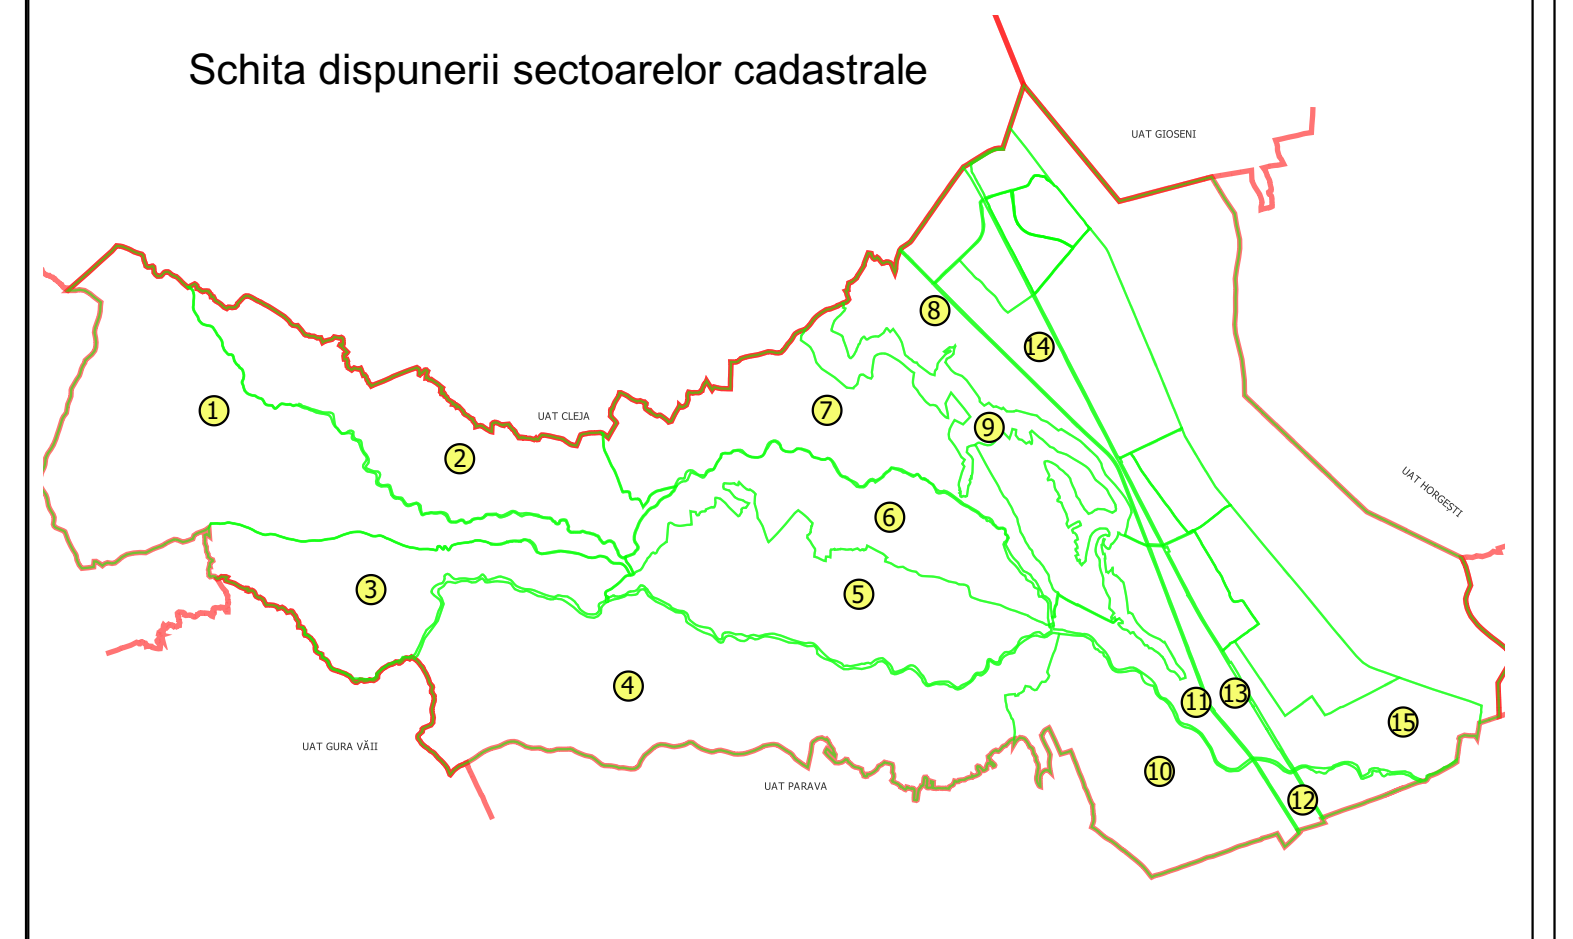 Schita dispunerii sectoarelor cadastrale
UAT GIOSENI
8
14
1
UAT CLEJA
7
9
2
UAT HORGEȘTI
6
3
5
4
11
13
15
UAT GURA VĂII
10
UAT PARAVA
12